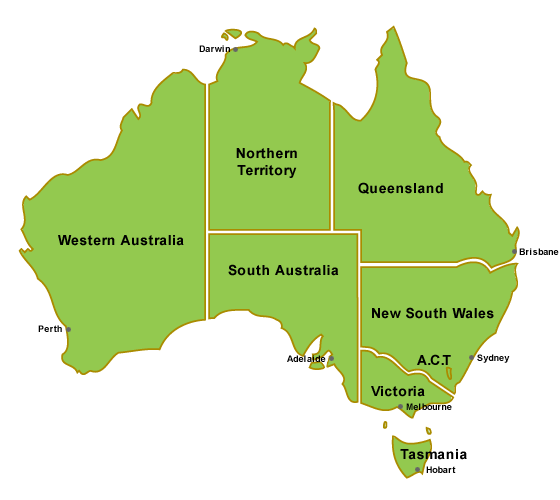 Darwin
Northern
Territory
Queensland
Western Australia
Brisbane
South Australia
New South Wales
Perth
Adelaide
A.C.T
Sydney
Victoria
Melbourne
Tasmania
Hobart